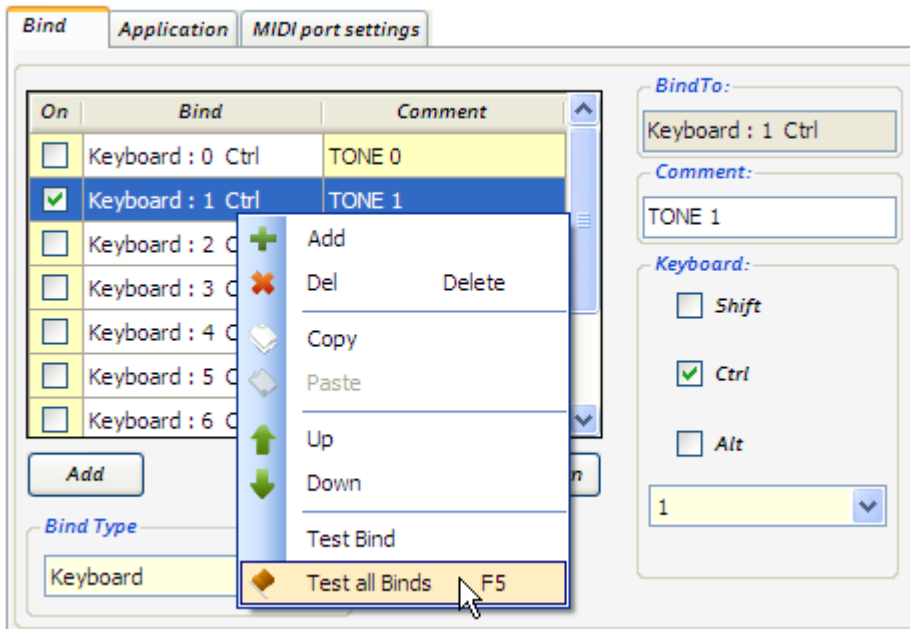 Bind Application MIDI port settings
On Bind Comment
Keyboard : 0 Ctrl TONE 0
Keyboard : 1 Ctrl TONE 1
Keyboard : 2 C
Keyboard : 3 C
Keyboard : 4 C
Keyboard : 5 C
Keyboard : 6 C
Add
n
Bind Type
Keyboard
Add
Del Delete
Copy
Paste
Up
Down
Test Bind
Test all Binds F5
BindTo:
Keyboard : 1 Ctrl
Comment:
TONE 1
Keyboard:
Shift
Ctrl
Alt
1